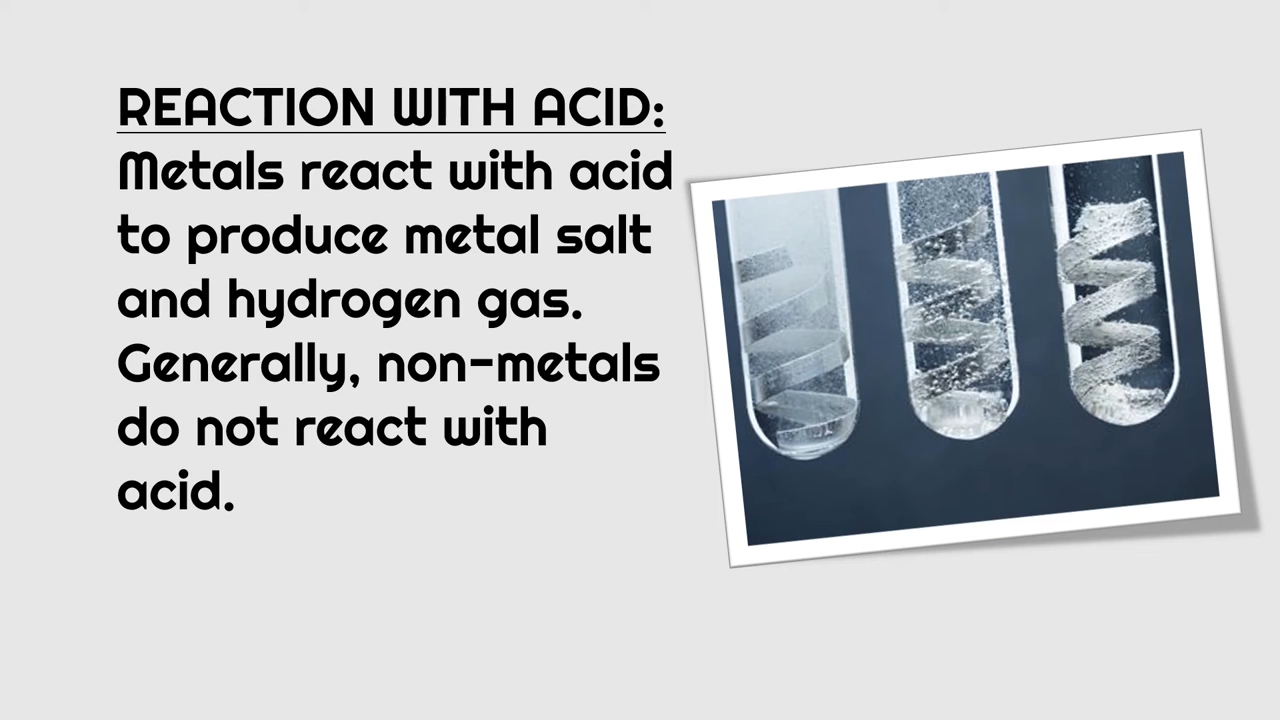 REACTION WITH ACID:
Metals react with acid
to produce metal salt
and hydrogen gas.
Generally, non-metals
do not react with
acid.